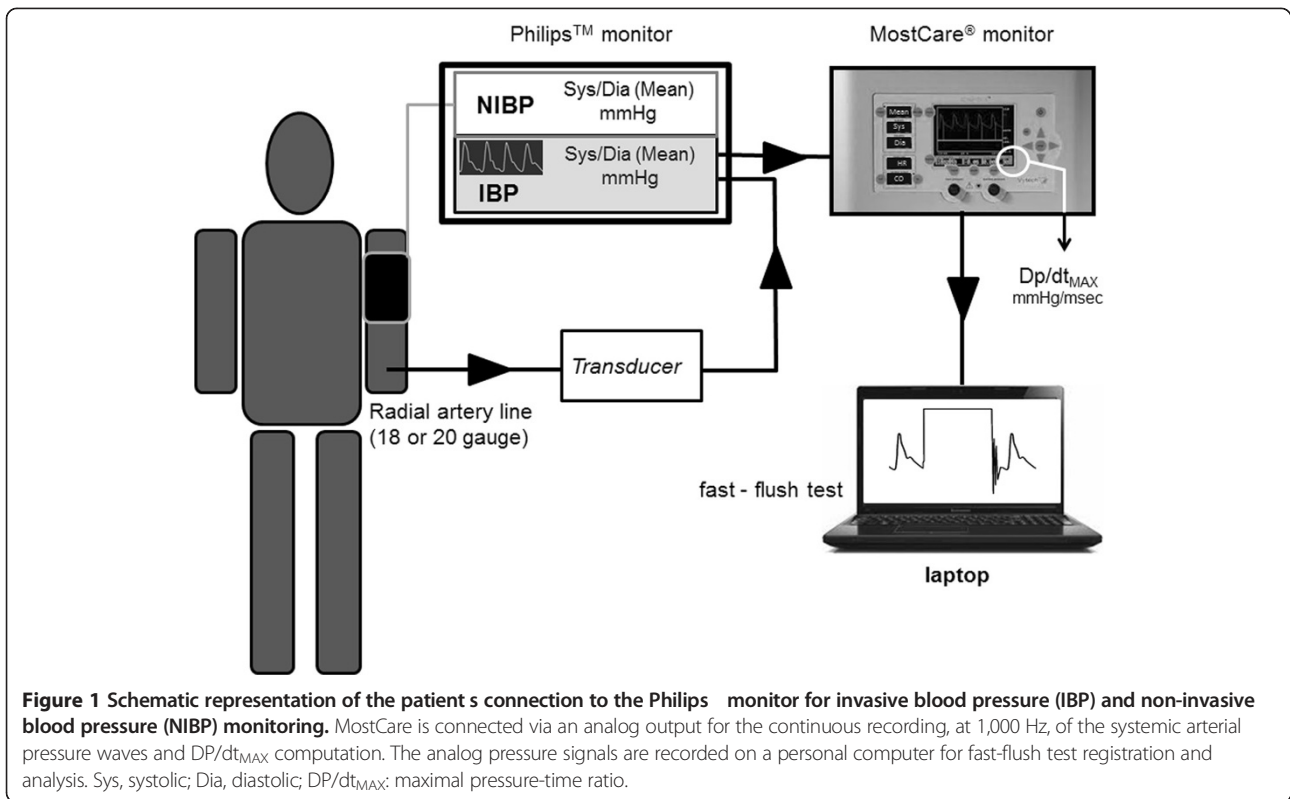 Philips™ monitor
MostCare® monitor
NIBP
Sys/Dia (Mean)
mmHg
IBP
Sys/Dia (Mean)
mmHg
Mean
Sys
Dia
HR
CO
Dp/dtMAX
mmHg/msec
Transducer
Radial artery line
(18 or 20 gauge)
fast - flush test
laptop
Figure 1 Schematic representation of the patient s connection to the Philips monitor for invasive blood pressure (IBP) and non-invasive
blood pressure (NIBP) monitoring. MostCare is connected via an analog output for the continuous recording, at 1,000 Hz, of the systemic arterial
pressure waves and DP/dtMAX computation. The analog pressure signals are recorded on a personal computer for fast-flush test registration and
analysis. Sys, systolic; Dia, diastolic; DP/dtMAX: maximal pressure-time ratio.